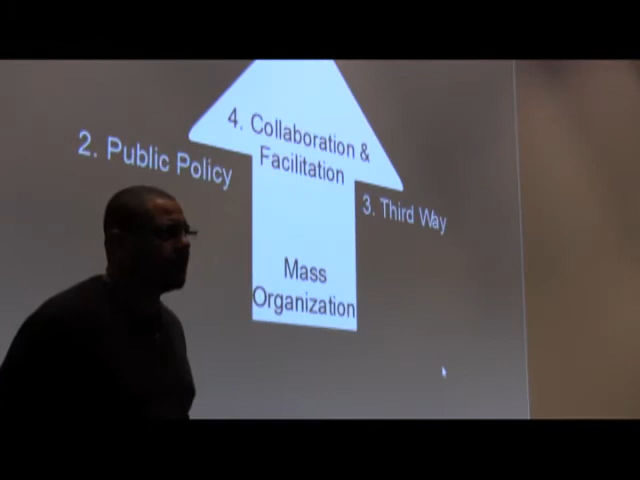 4. Collaboration &
Facilitation
2. Public Policy
3. Third Way
Mass
Organization